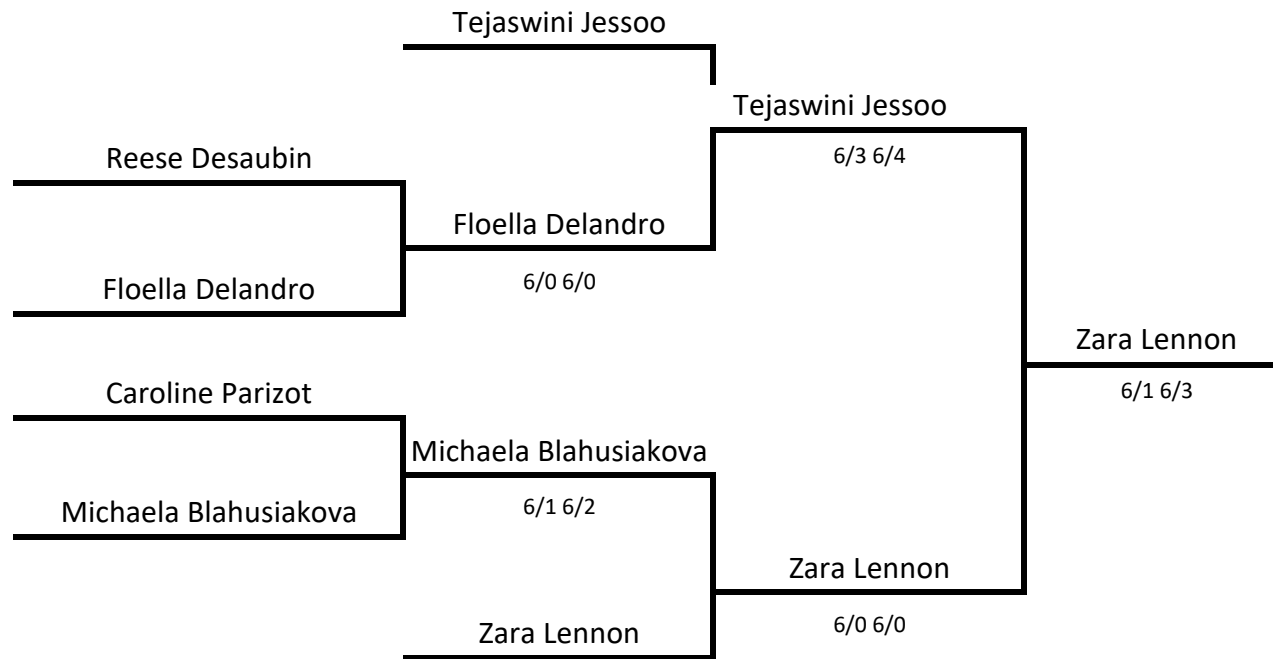 Tejaswini Jessoo
Tejaswini Jessoo
6/3 6/4
Reese Desaubin
Floella Delandro
6/0 6/0
Floella Delandro
Zara Lennon
6/1 6/3
Caroline Parizot
Michaela Blahusiakova
6/1 6/2
Michaela Blahusiakova
Zara Lennon
6/0 6/0
Zara Lennon